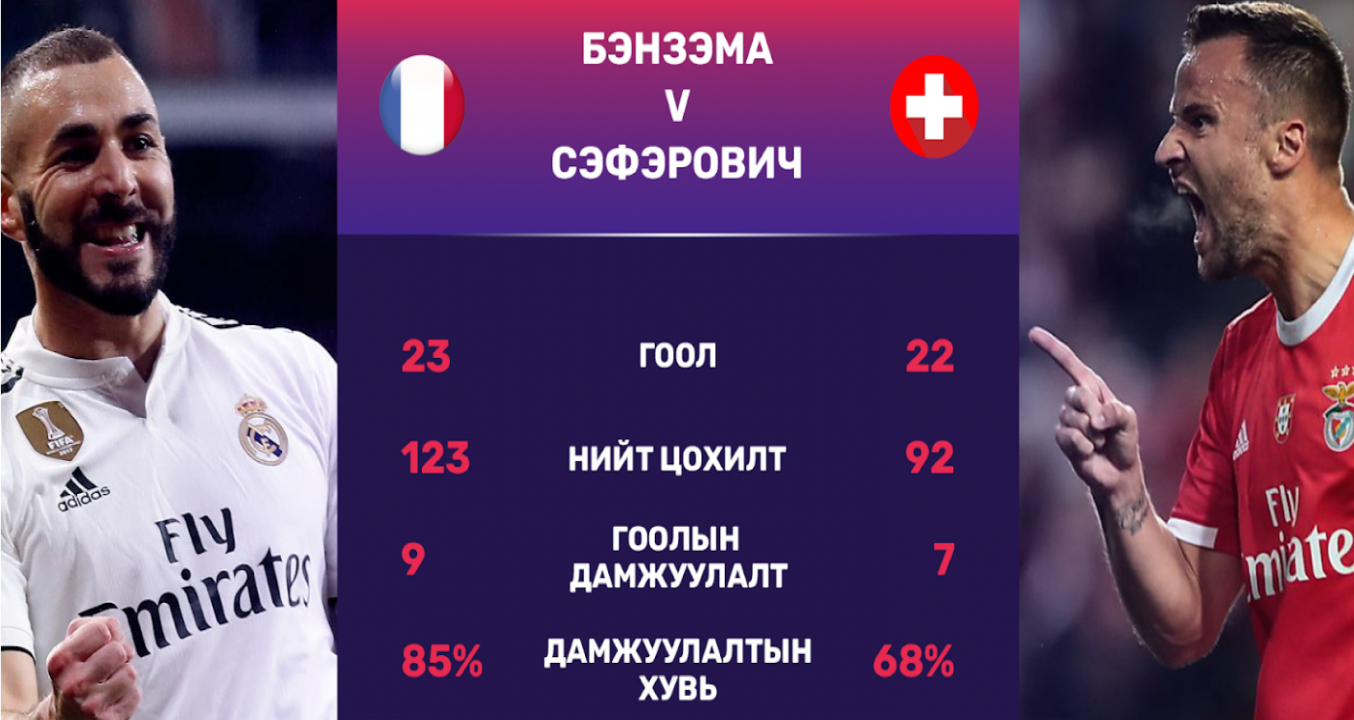 БЭНЗЭМА
V
СЭФЭРОВИЧ
23 ГООЛ 22
123 НИЙТ ЦОХИЛТ 92
9 ГООЛЫН ДАМЖУУЛАЛТ 7
85% ДАМЖУУЛАЛТЫН ХУВЬ 68%
FIFA
adidas
Fly
Emirates
Fly
Emirates